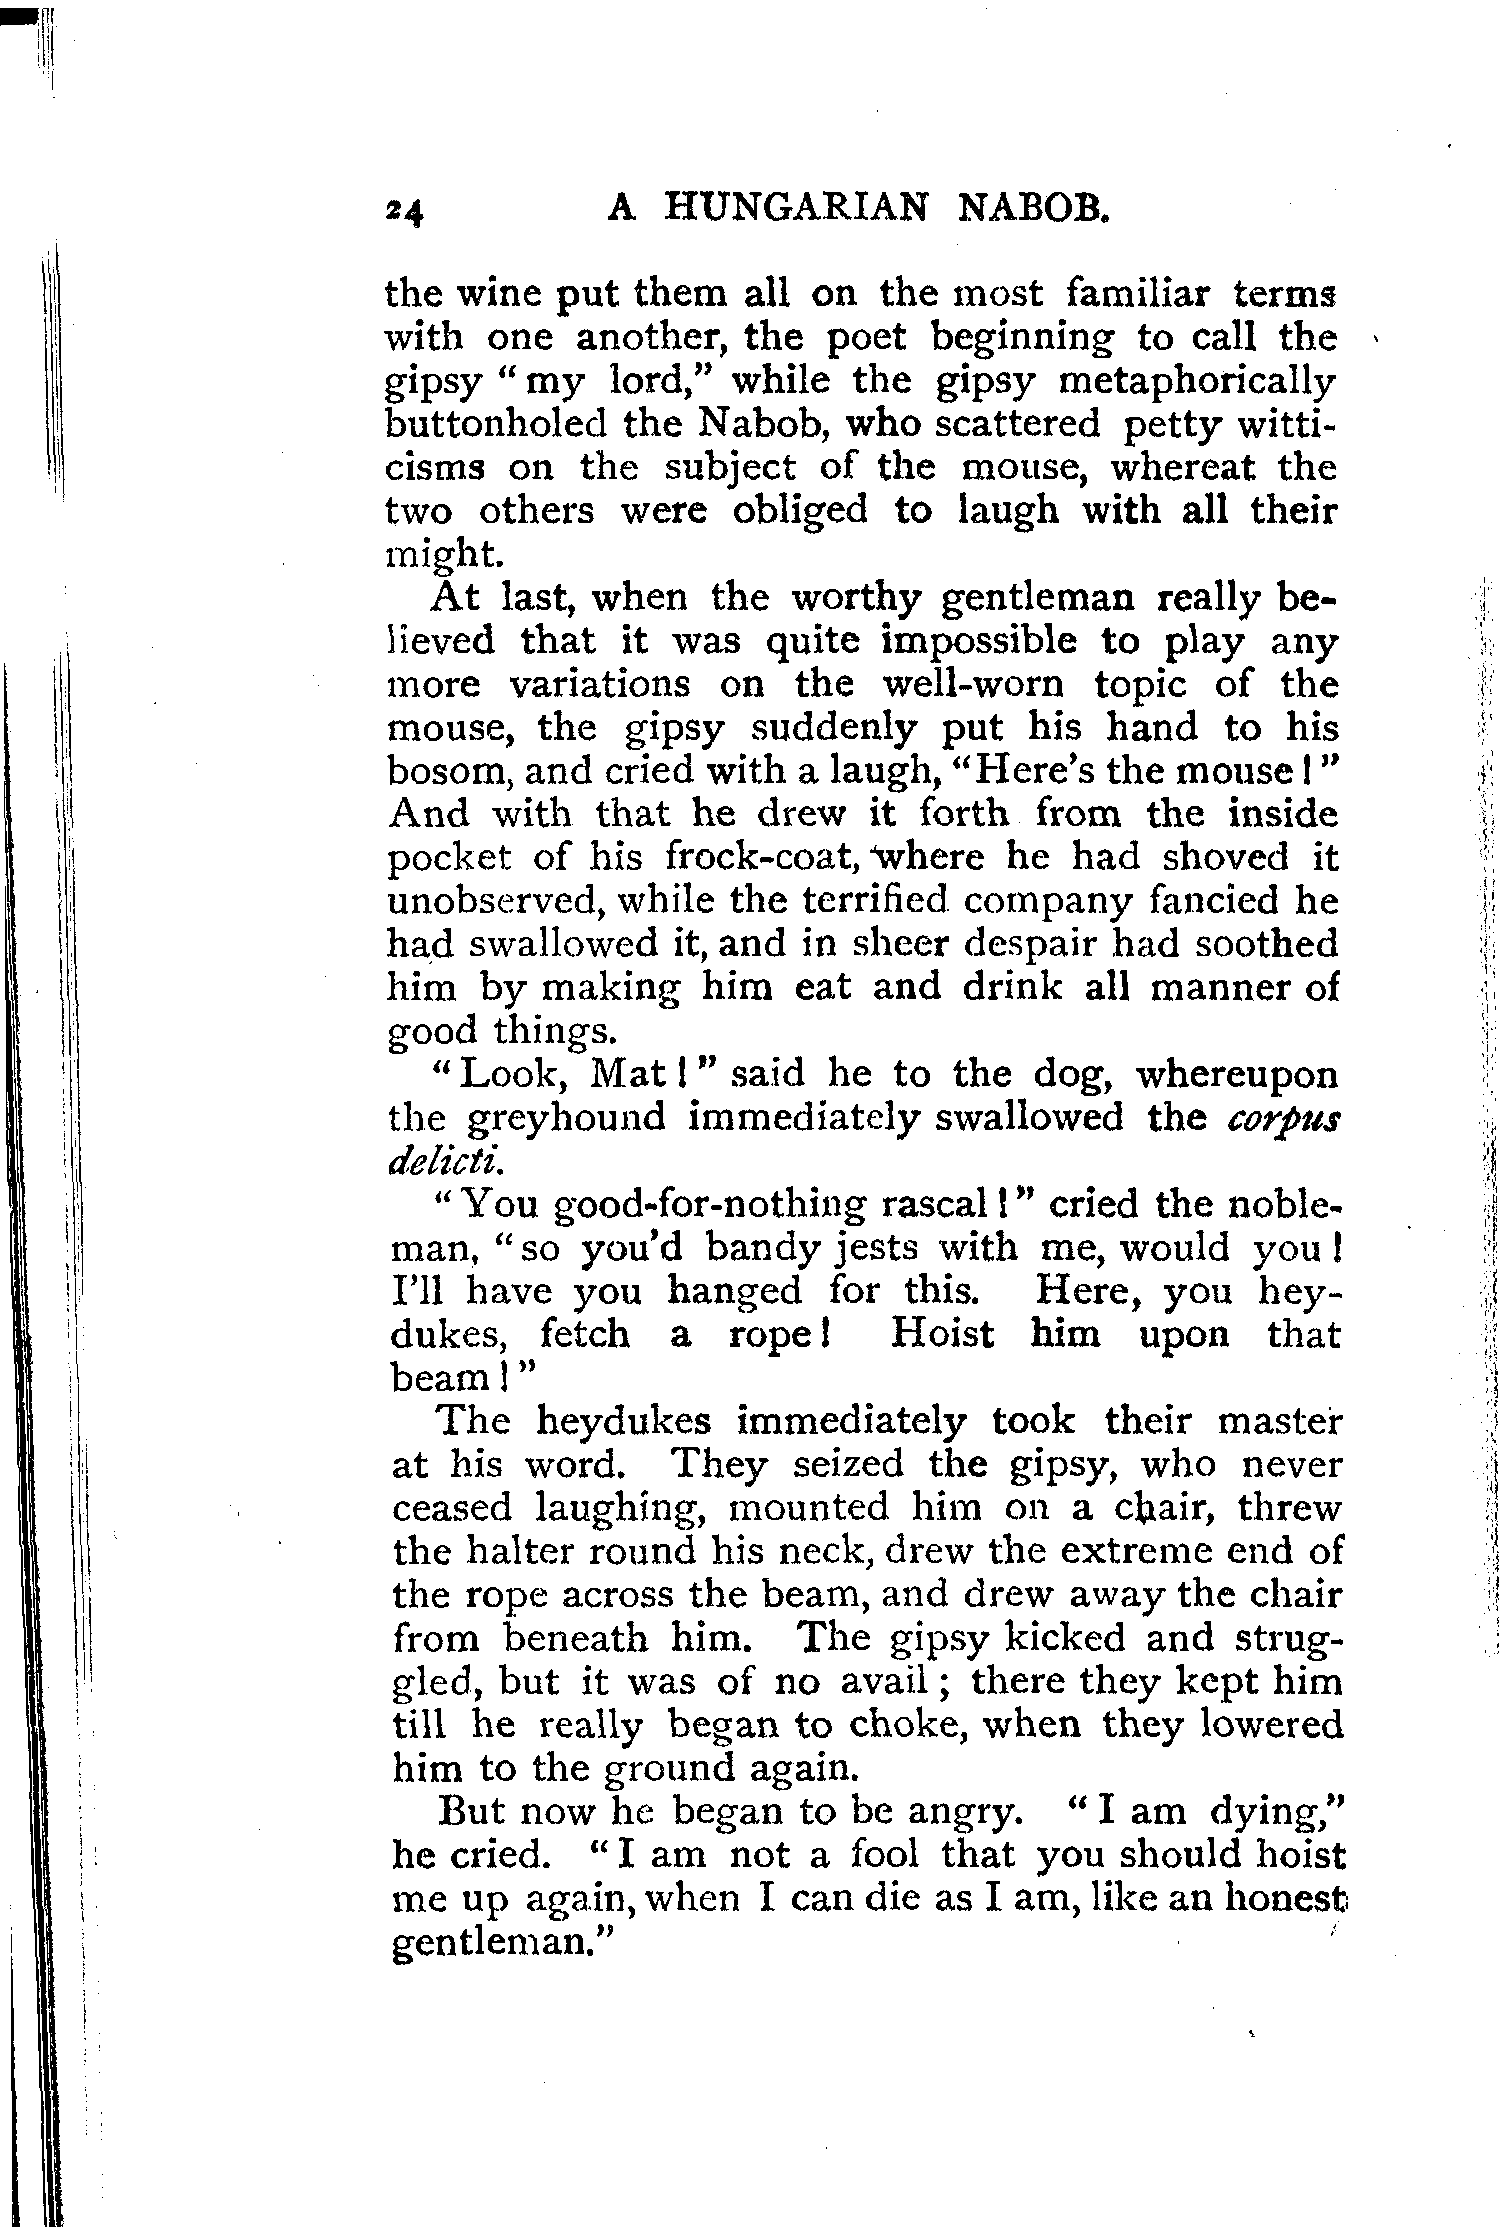 24 A HUNGARIAN NABOB.
the wine put them all on the most familiar terms
with one another, the poet beginning to call the
gipsy “my lord,” while the gipsy metaphorically
buttonholed the Nabob, who scattered petty witti-
cisms on the subject of the mouse, whereat the
two others were obliged to laugh with all their
might.
At last, when the worthy gentleman really be-
lieved that it was quite impossible to play any
more variations on the well-worn topic of the
mouse, the gipsy suddenly put his hand to his
bosom, and cried with a laugh, “Here's the mouse!”
And with that he drew it forth from the inside
pocket of his frock-coat, where he had shoved it
unobserved, while the terrified company fancied he
had swallowed it, and in sheer despair had soothed
him by making him eat and drink all manner of
good things.
“Look, Mat!” said he to the dog, whereupon
the greyhound immediately swallowed the corpus
delicti.
“You good-for-nothing rascal!” cried the noble-
man, “so you'd bandy jests with me, would you!
I'll have you hanged for this. Here, you hey-
dukes, fetch a rope! Hoist him upon that
beam!”
The heydukes immediately took their master
at his word. They seized the gipsy, who never
ceased laughing, mounted him on a chair, threw
the halter round his neck, drew the extreme end of
the rope across the beam, and drew away the chair
from beneath him. The gipsy kicked and strug-
gled, but it was of no avail; there they kept him
till he really began to choke, when they lowered
him to the ground again.
But now he began to be angry. “I am dying,”
he cried. “I am not a fool that you should hoist
me up again, when I can die as I am, like an honest
gentleman.”